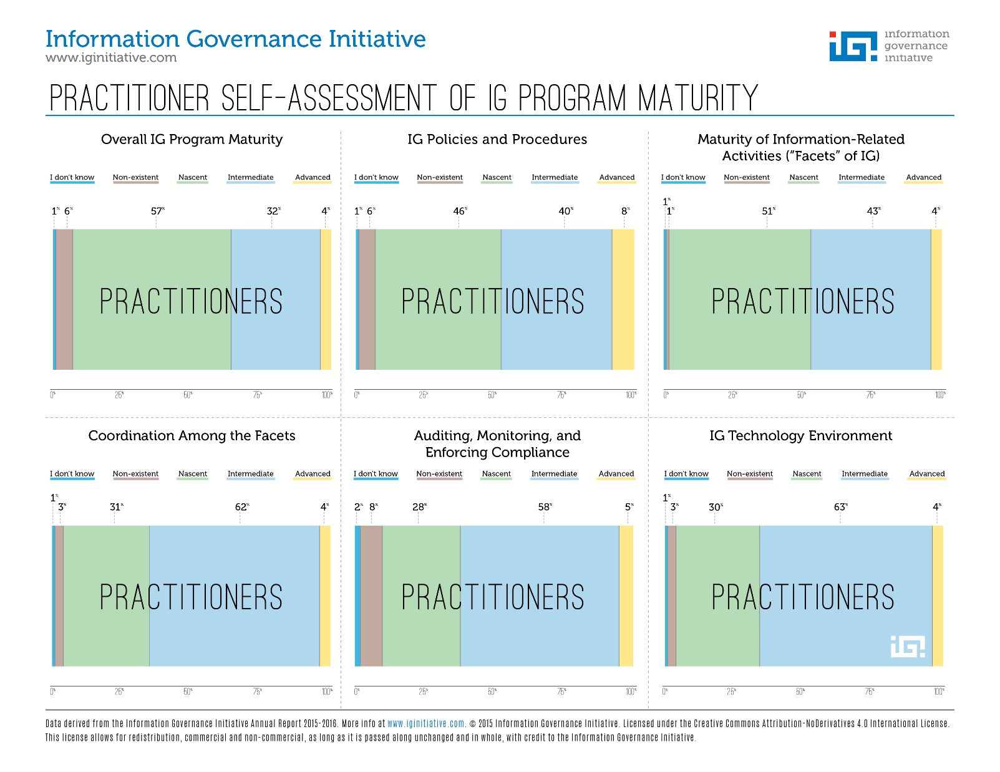 Information Governance Initiative
www.iginitiative.com
iG!
information
governance
initiative
PRACTITIONER SELF-ASSESSMENT OF IG PROGRAM MATURITY
Overall IG Program Maturity
I don't know Non-existent Nascent Intermediate Advanced
1% 6% 57% 32% 4%
PRACTITIONERS
0% 25% 50% 75% 100%
IG Policies and Procedures
I don't know Non-existent Nascent Intermediate Advanced
1% 6% 46% 40% 8%
PRACTITIONERS
0% 25% 50% 75% 100%
Maturity of Information-Related
Activities (“Facets” of IG)
I don't know Non-existent Nascent Intermediate Advanced
1%
1% 51% 43% 4%
PRACTITIONERS
0% 25% 50% 75% 100%
Coordination Among the Facets
I don't know Non-existent Nascent Intermediate Advanced
1%
3% 31% 62% 4%
PRACTITIONERS
0% 25% 50% 75% 100%
Auditing, Monitoring, and
Enforcing Compliance
I don't know Non-existent Nascent Intermediate Advanced
2% 8% 28% 58% 5%
PRACTITIONERS
0% 25% 50% 75% 100%
IG Technology Environment
I don't know Non-existent Nascent Intermediate Advanced
1%
3% 30% 63% 4%
PRACTITIONERS
iG!
0% 25% 50% 75% 100%
Data derived from the Information Governance Initiative Annual Report 2015-2016. More info at www.iginitiative.com. © 2015 Information Governance Initiative. Licensed under the Creative Commons Attribution-NoDerivatives 4.0 International License.
This license allows for redistribution, commercial and non-commercial, as long as it is passed along unchanged and in whole, with credit to the Information Governance Initiative.